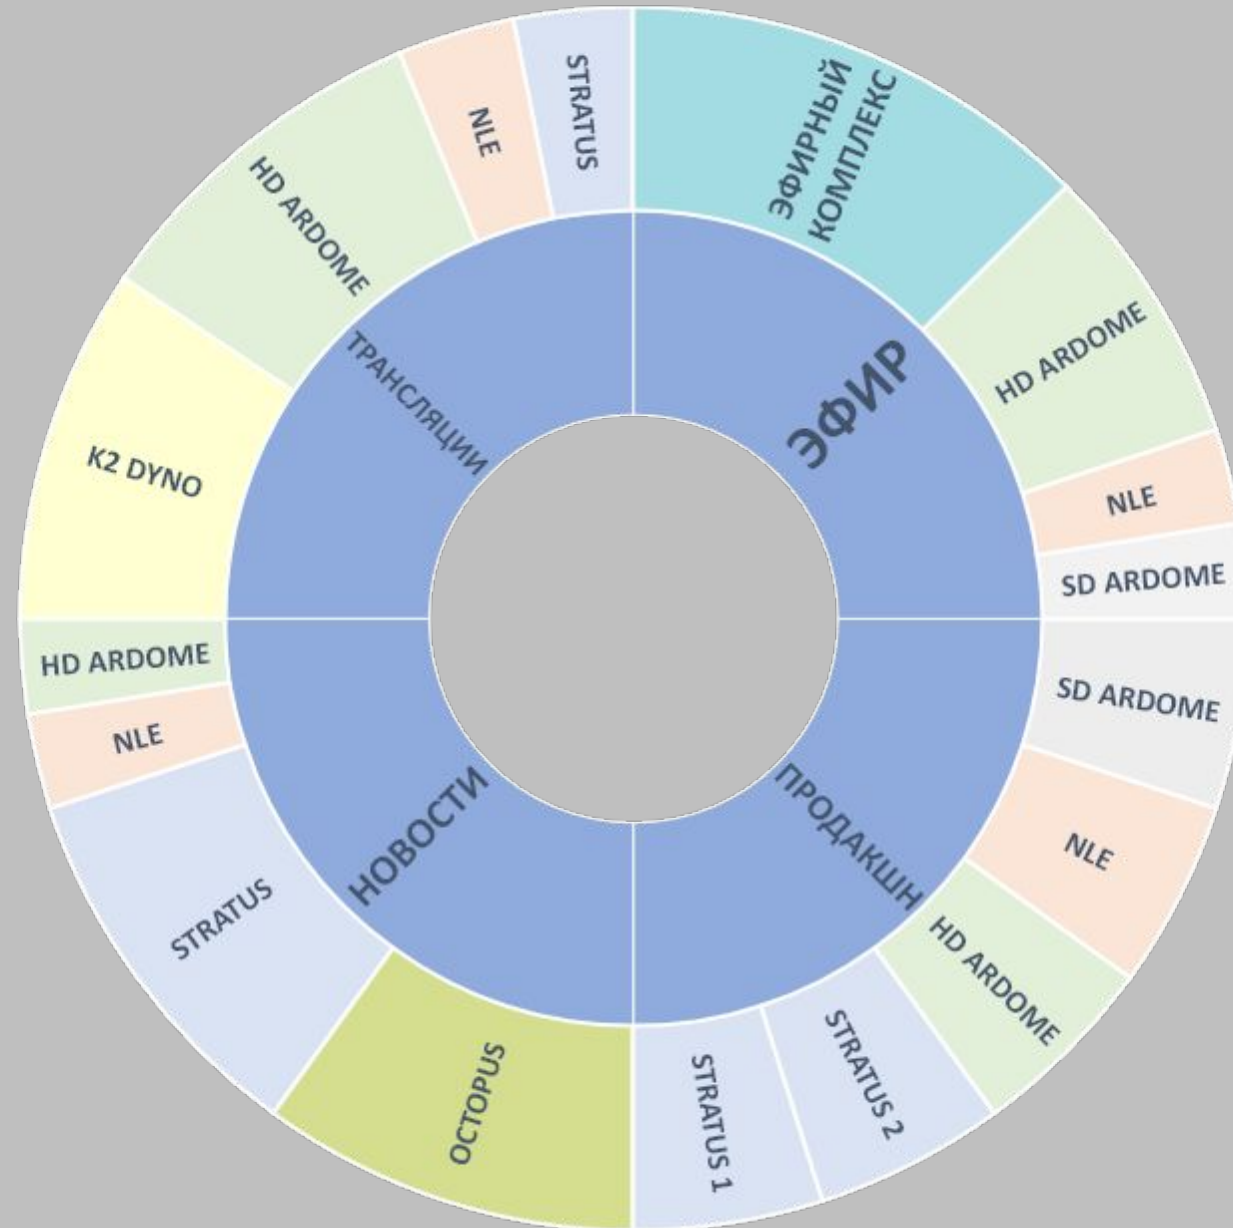 ЭФИР
ЭФИРНЫЙ
КОМПЛЕКС
HD ARDOME
NLE
SD ARDOME
ПРОДАКШН
SD ARDOME
NLE
HD ARDOME
STRATUS 2
STRATUS 1
НОВОСТИ
OCTOPUS
STRATUS
NLE
HD ARDOME
ТРАНСЛЯЦИИ
K2 DYNO
HD ARDOME
NLE
STRATUS